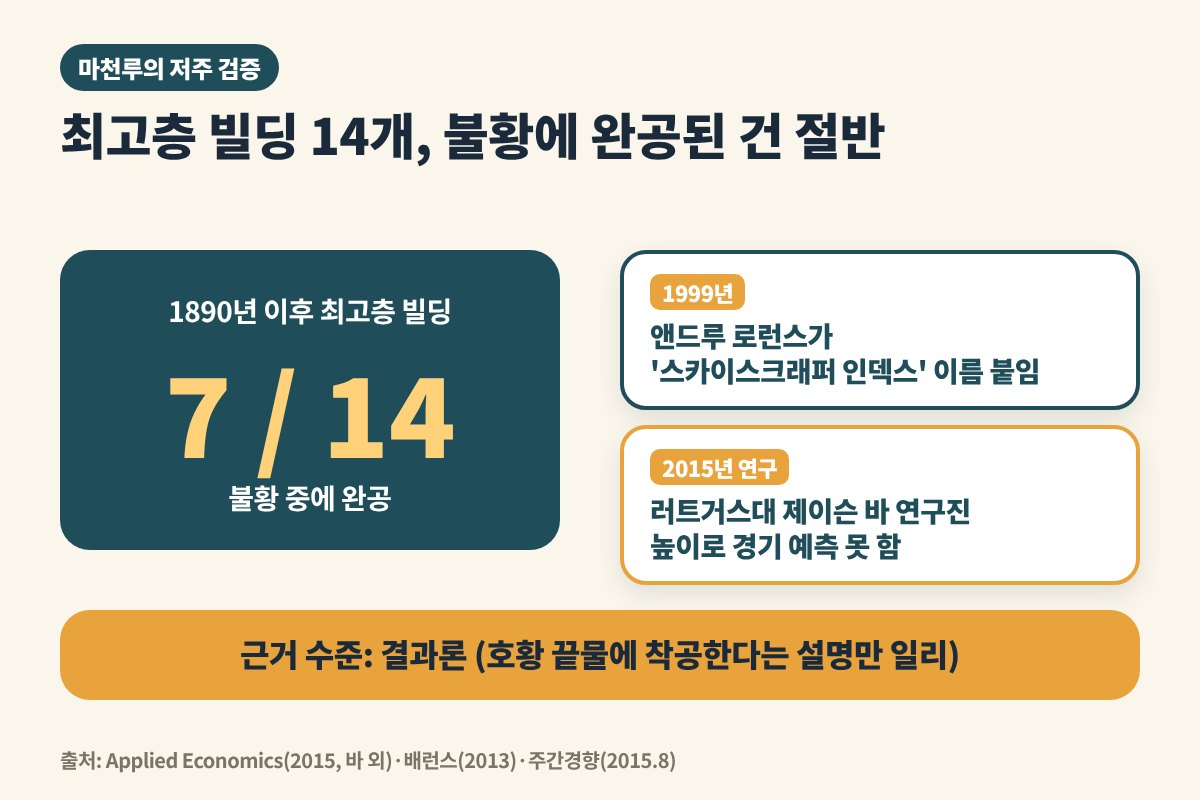 마천루의 저주 검증
최고층 빌딩 14개, 불황에 완공된 건 절반
1890년 이후 최고층 빌딩
7 / 14
불황 중에 완공
1999년
앤드루 로런스가
'스카이스크래퍼 인덱스' 이름 붙임
2015년 연구
러트거스대 제이슨 바 연구진
높이로 경기 예측 못 함
근거 수준: 결과론 (호황 끝물에 착공한다는 설명만 일리)
출처: Applied Economics(2015, 바 외)·배런스(2013)·주간경향(2015.8)